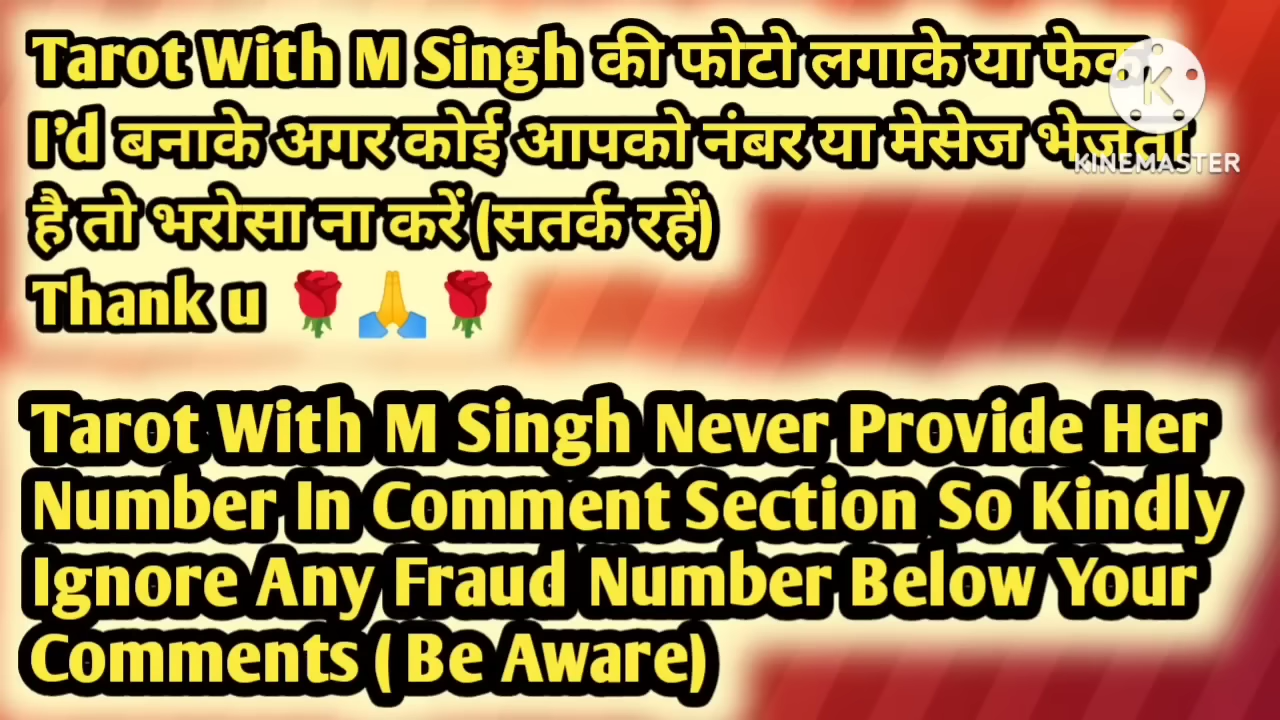 Tarot With M Singh की फोटो लगाके या फेक
I'd बनाके अगर कोई आपको नंबर या मेसेज भेजता
है तो भरोसा ना करें (सतर्क रहें)
Thank u 🌹🙏🌹
Tarot With M Singh Never Provide Her
Number In Comment Section So Kindly
Ignore Any Fraud Number Below Your
Comments ( Be Aware)
K
KINEMASTER